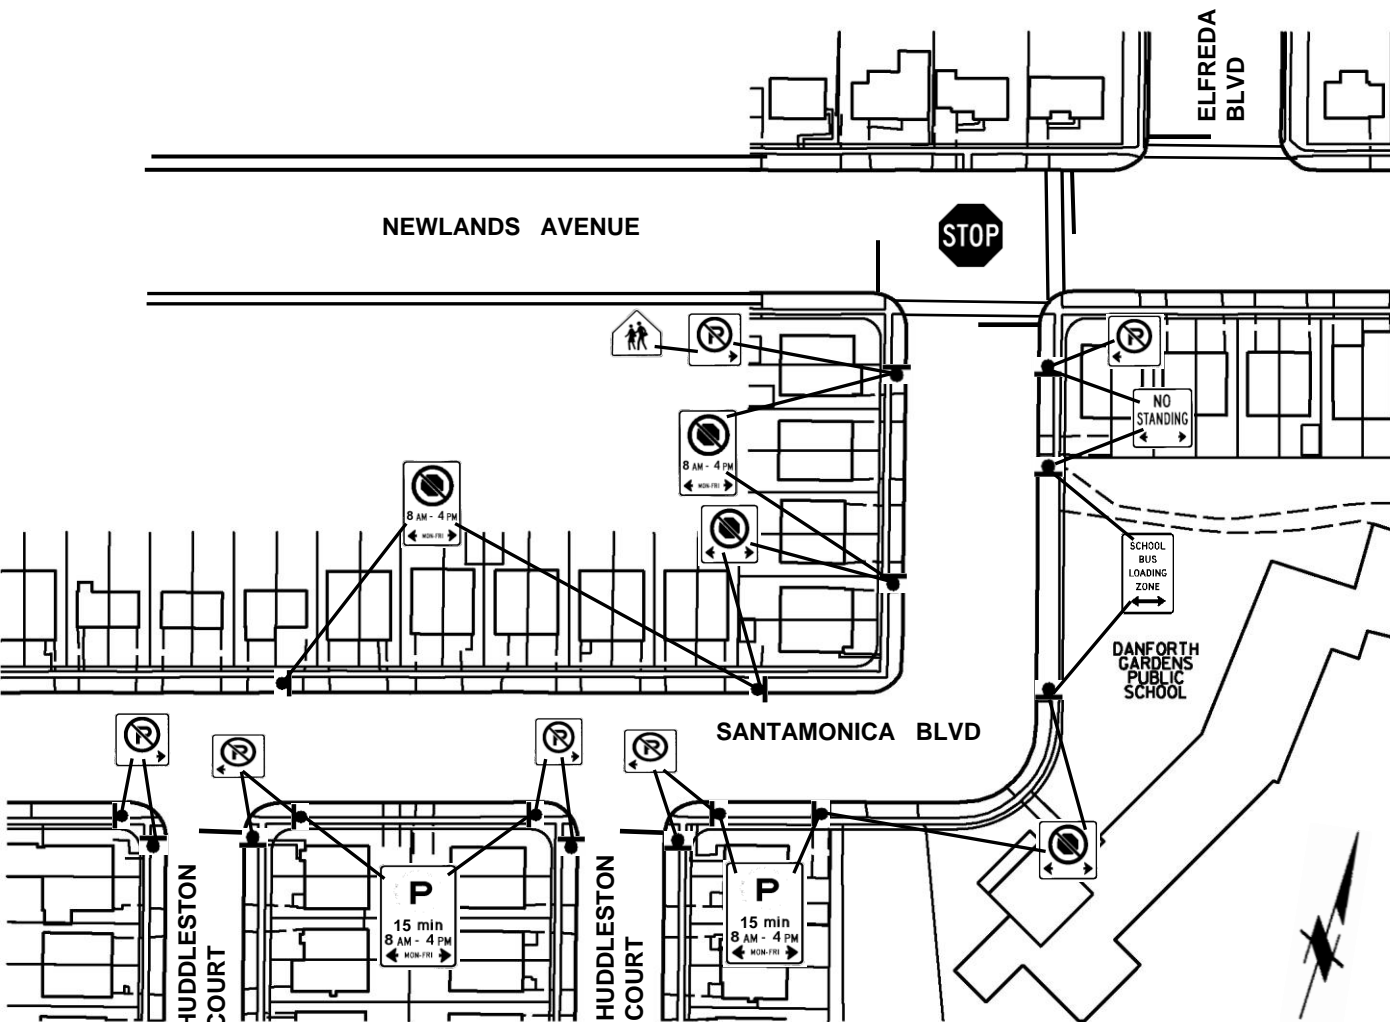 ELFREDA
BLVD
NEWLANDS AVENUE
STOP
P
P
NO
STANDING
8 AM - 4 PM
MON-FRI
8 AM - 4 PM
MON-FRI
SCHOOL
BUS
LOADING
ZONE
DANFORTH
GARDENS
PUBLIC
SCHOOL
SANTAMONICA BLVD
P
P
P
P
HUDDLESTON
COURT
P
15 min
8 AM - 4 PM
MON-FRI
HUDDLESTON
COURT
P
15 min
8 AM - 4 PM
MON-FRI